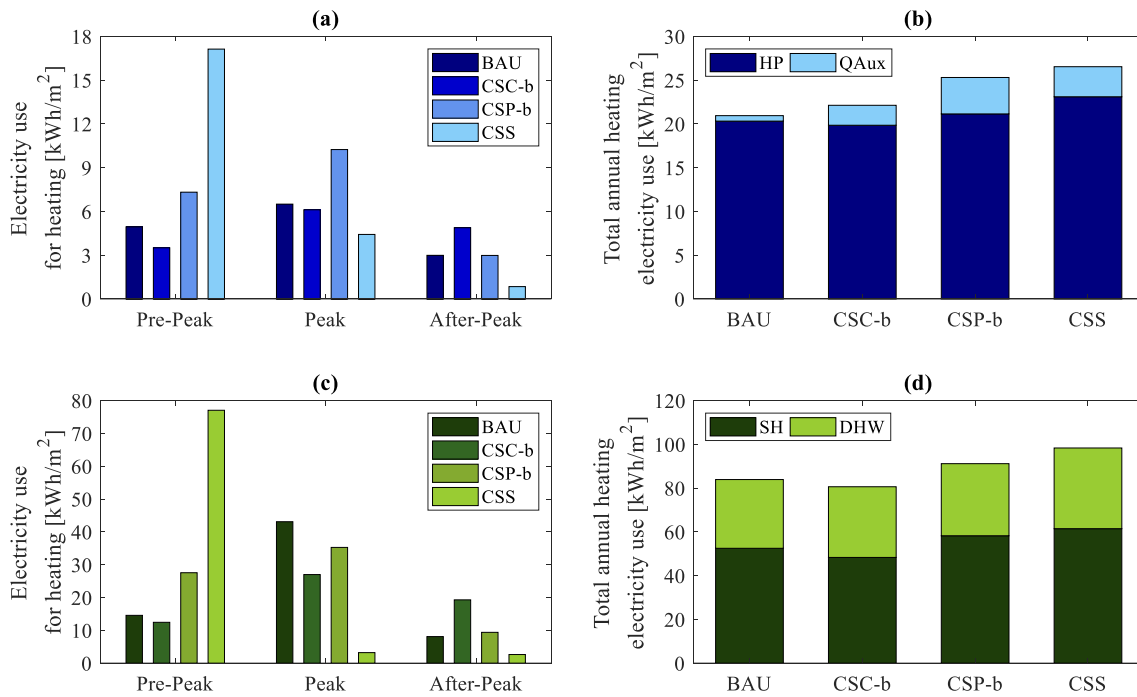 (a)
Electricity use
for heating [kWh/m²]
18
15
12
9
6
3
0
BAU
CSC-b
CSP-b
CSS
Pre-Peak
Peak
After-Peak
(b)
Total annual heating
electricity use [kWh/m²]
30
25
20
15
10
5
0
HP
QAux
BAU
CSC-b
CSP-b
CSS
(c)
Electricity use
for heating [kWh/m²]
80
70
60
50
40
30
20
10
0
BAU
CSC-b
CSP-b
CSS
Pre-Peak
Peak
After-Peak
(d)
Total annual heating
electricity use [kWh/m²]
120
100
80
60
40
20
0
SH
DHW
BAU
CSC-b
CSP-b
CSS